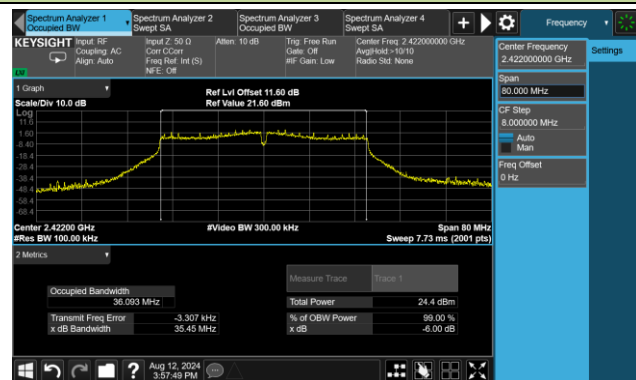 Spectrum Analyzer 1
Occupied BW
Spectrum Analyzer 2
Swept SA
Spectrum Analyzer 3
Occupied BW
Spectrum Analyzer 4
Swept SA
Frequency
KEYSIGHT
Input: RF
Coupling: AC
Align: Auto
Input Z: 50 Ω
Corr CCorr
Freq Ref: Int (S)
NFE: Off
Atten: 10 dB
Trig: Free Run
Gate: Off
#IF Gain: Low
Center Freq: 2.422000000 GHz
Avg|Hold:>10/10
Radio Std: None
Center Frequency
2.422000000 GHz
Settings
Span
80.000 MHz
CF Step
8.000000 MHz
Auto
Man
Freq Offset
0 Hz
LW
1 Graph
Scale/Div 10.0 dB
Ref Lvl Offset 11.60 dB
Ref Value 21.60 dBm
Log
11.6
1.60
-8.40
-18.4
-28.4
-38.4
-48.4
-58.4
-68.4
Center 2.42200 GHz
#Res BW 100.00 kHz
#Video BW 300.00 kHz
Span 80 MHz
Sweep 7.73 ms (2001 pts)
2 Metrics
Measure Trace
Trace 1
Occupied Bandwidth
36.093 MHz
Total Power
24.4 dBm
Transmit Freq Error
-3.307 kHz
% of OBW Power
99.00 %
x dB Bandwidth
35.45 MHz
x dB
-6.00 dB
?
Aug 12, 2024
3:57:49 PM